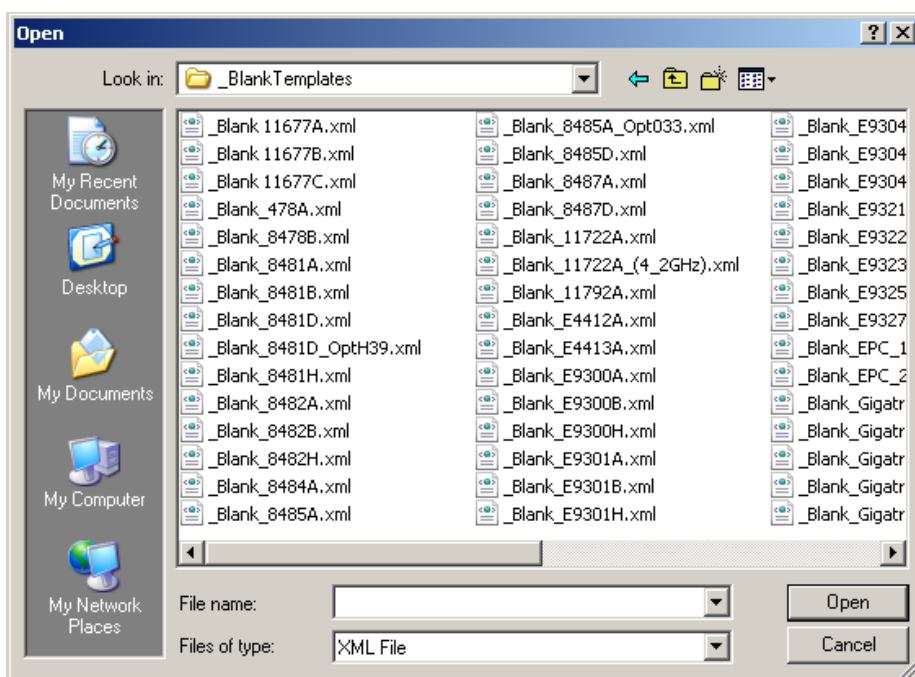 Open
Look in:
_BlankTemplates
My Recent
Documents
Desktop
My Documents
My Computer
My Network
Places
_Blank 11677A.xml
_Blank 11677B.xml
_Blank 11677C.xml
_Blank_478A.xml
_Blank_8478B.xml
_Blank_8481A.xml
_Blank_8481B.xml
_Blank_8481D.xml
_Blank_8481D_OptH39.xml
_Blank_8481H.xml
_Blank_8482A.xml
_Blank_8482B.xml
_Blank_8482H.xml
_Blank_8484A.xml
_Blank_8485A.xml
_Blank_8485A_Opt033.xml
_Blank_8485D.xml
_Blank_8487A.xml
_Blank_8487D.xml
_Blank_11722A.xml
_Blank_11722A_(4_2GHz).xml
_Blank_11792A.xml
_Blank_E4412A.xml
_Blank_E4413A.xml
_Blank_E9300A.xml
_Blank_E9300B.xml
_Blank_E9300H.xml
_Blank_E9301A.xml
_Blank_E9301B.xml
_Blank_E9301H.xml
_Blank_E9304
_Blank_E9304
_Blank_E9304
_Blank_E9321
_Blank_E9322
_Blank_E9323
_Blank_E9325
_Blank_E9327
_Blank_EPC_1
_Blank_EPC_2
_Blank_Gigatr
_Blank_Gigatr
_Blank_Gigatr
_Blank_Gigatr
_Blank_Gigatr
File name:
Open
Files of type:
XML File
Cancel